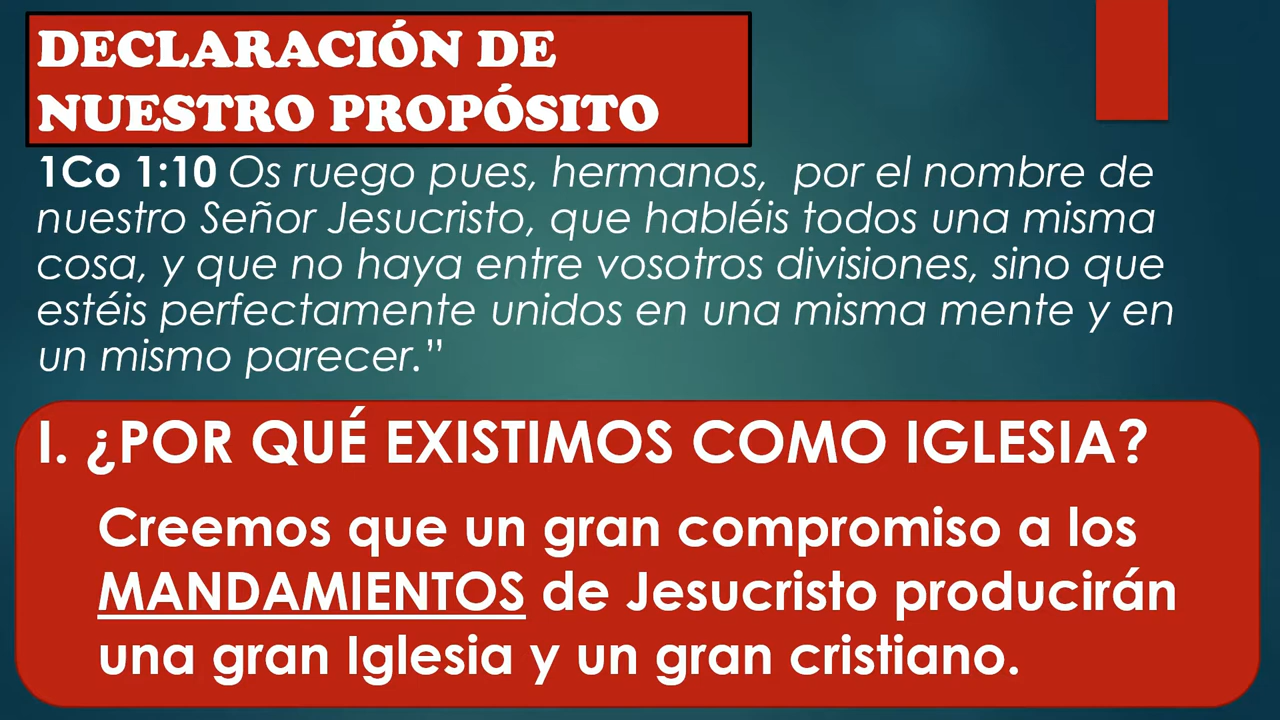 DECLARACIÓN DE
NUESTRO PROPÓSITO
1Co 1:10 Os ruego pues, hermanos, por el nombre de
nuestro Señor Jesucristo, que habléis todos una misma
cosa, y que no haya entre vosotros divisiones, sino que
estéis perfectamente unidos en una misma mente y en
un mismo parecer.”
I. ¿POR QUÉ EXISTIMOS COMO IGLESIA?
Creemos que un gran compromiso a los
MANDAMIENTOS de Jesucristo producirán
una gran Iglesia y un gran cristiano.